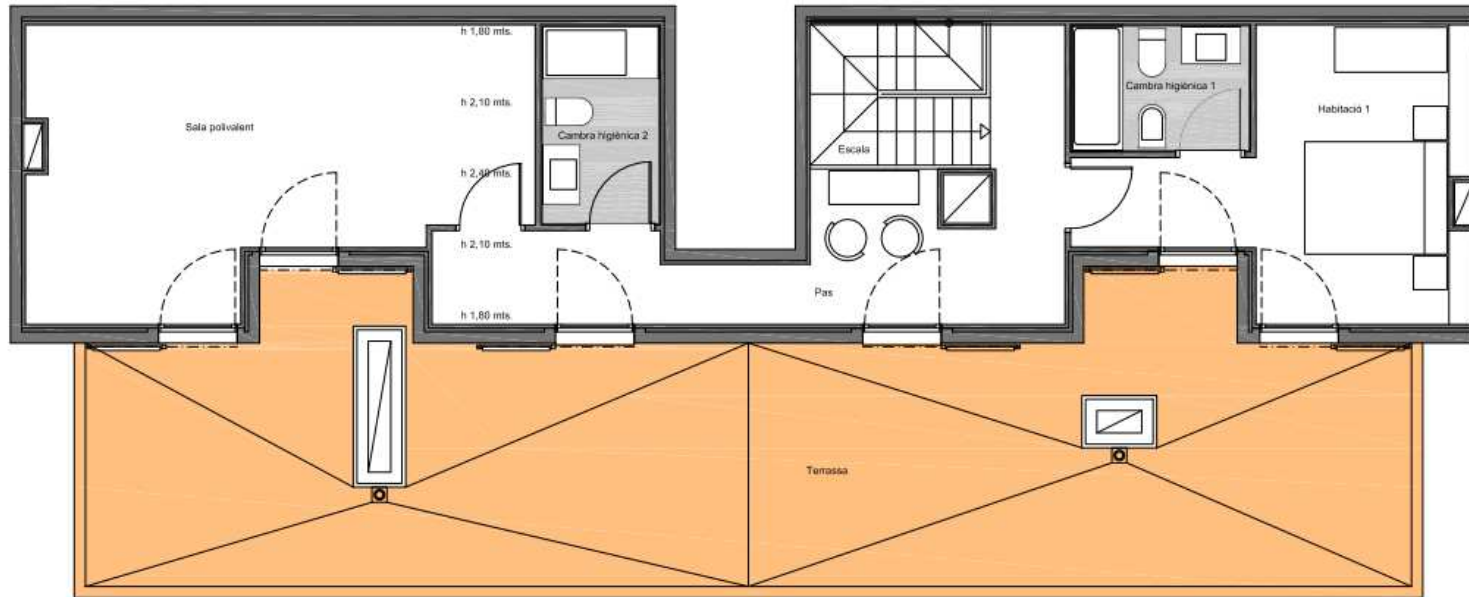 h 1,80 mts.
Cambra higiènica 1
h 2,10 mts.
Habitació 1
Sala polivalent
Cambra higiènica 2
Escala
h 2,40 mts.
h 2,10 mts.
Pas
h 1,80 mts.
Terrassa